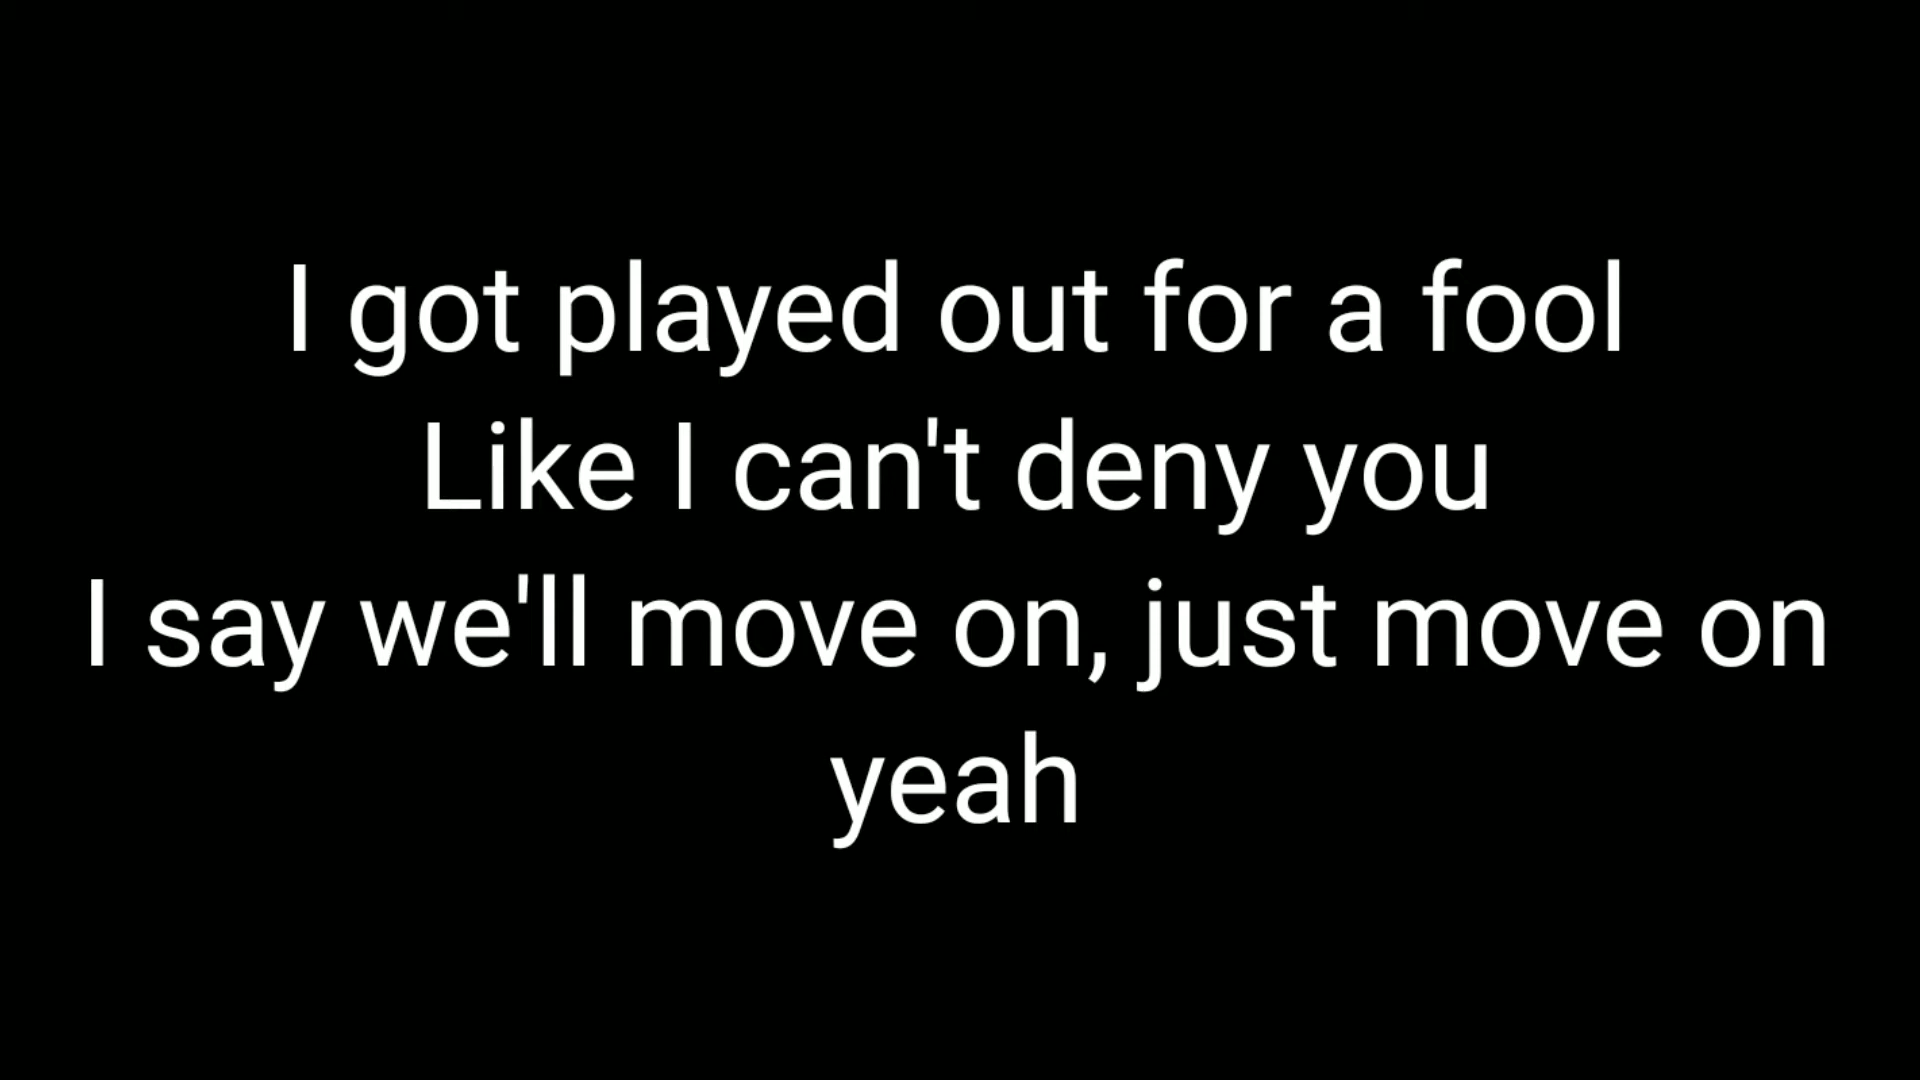 I got played out for a fool
Like I can't deny you
I say we'll move on, just move on
yeah